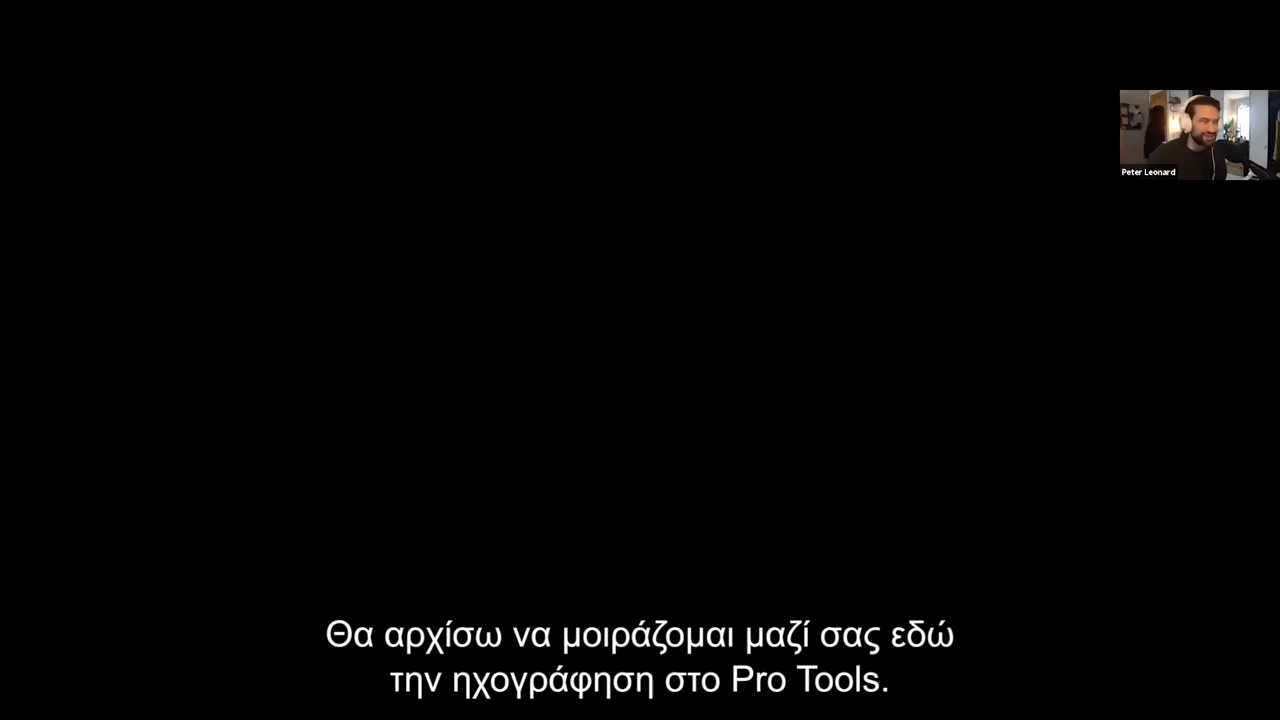 Peter Leonard
Θα αρχίσω να μοιράζομαι μαζί σας εδώ
την ηχογράφηση στο Pro Tools.